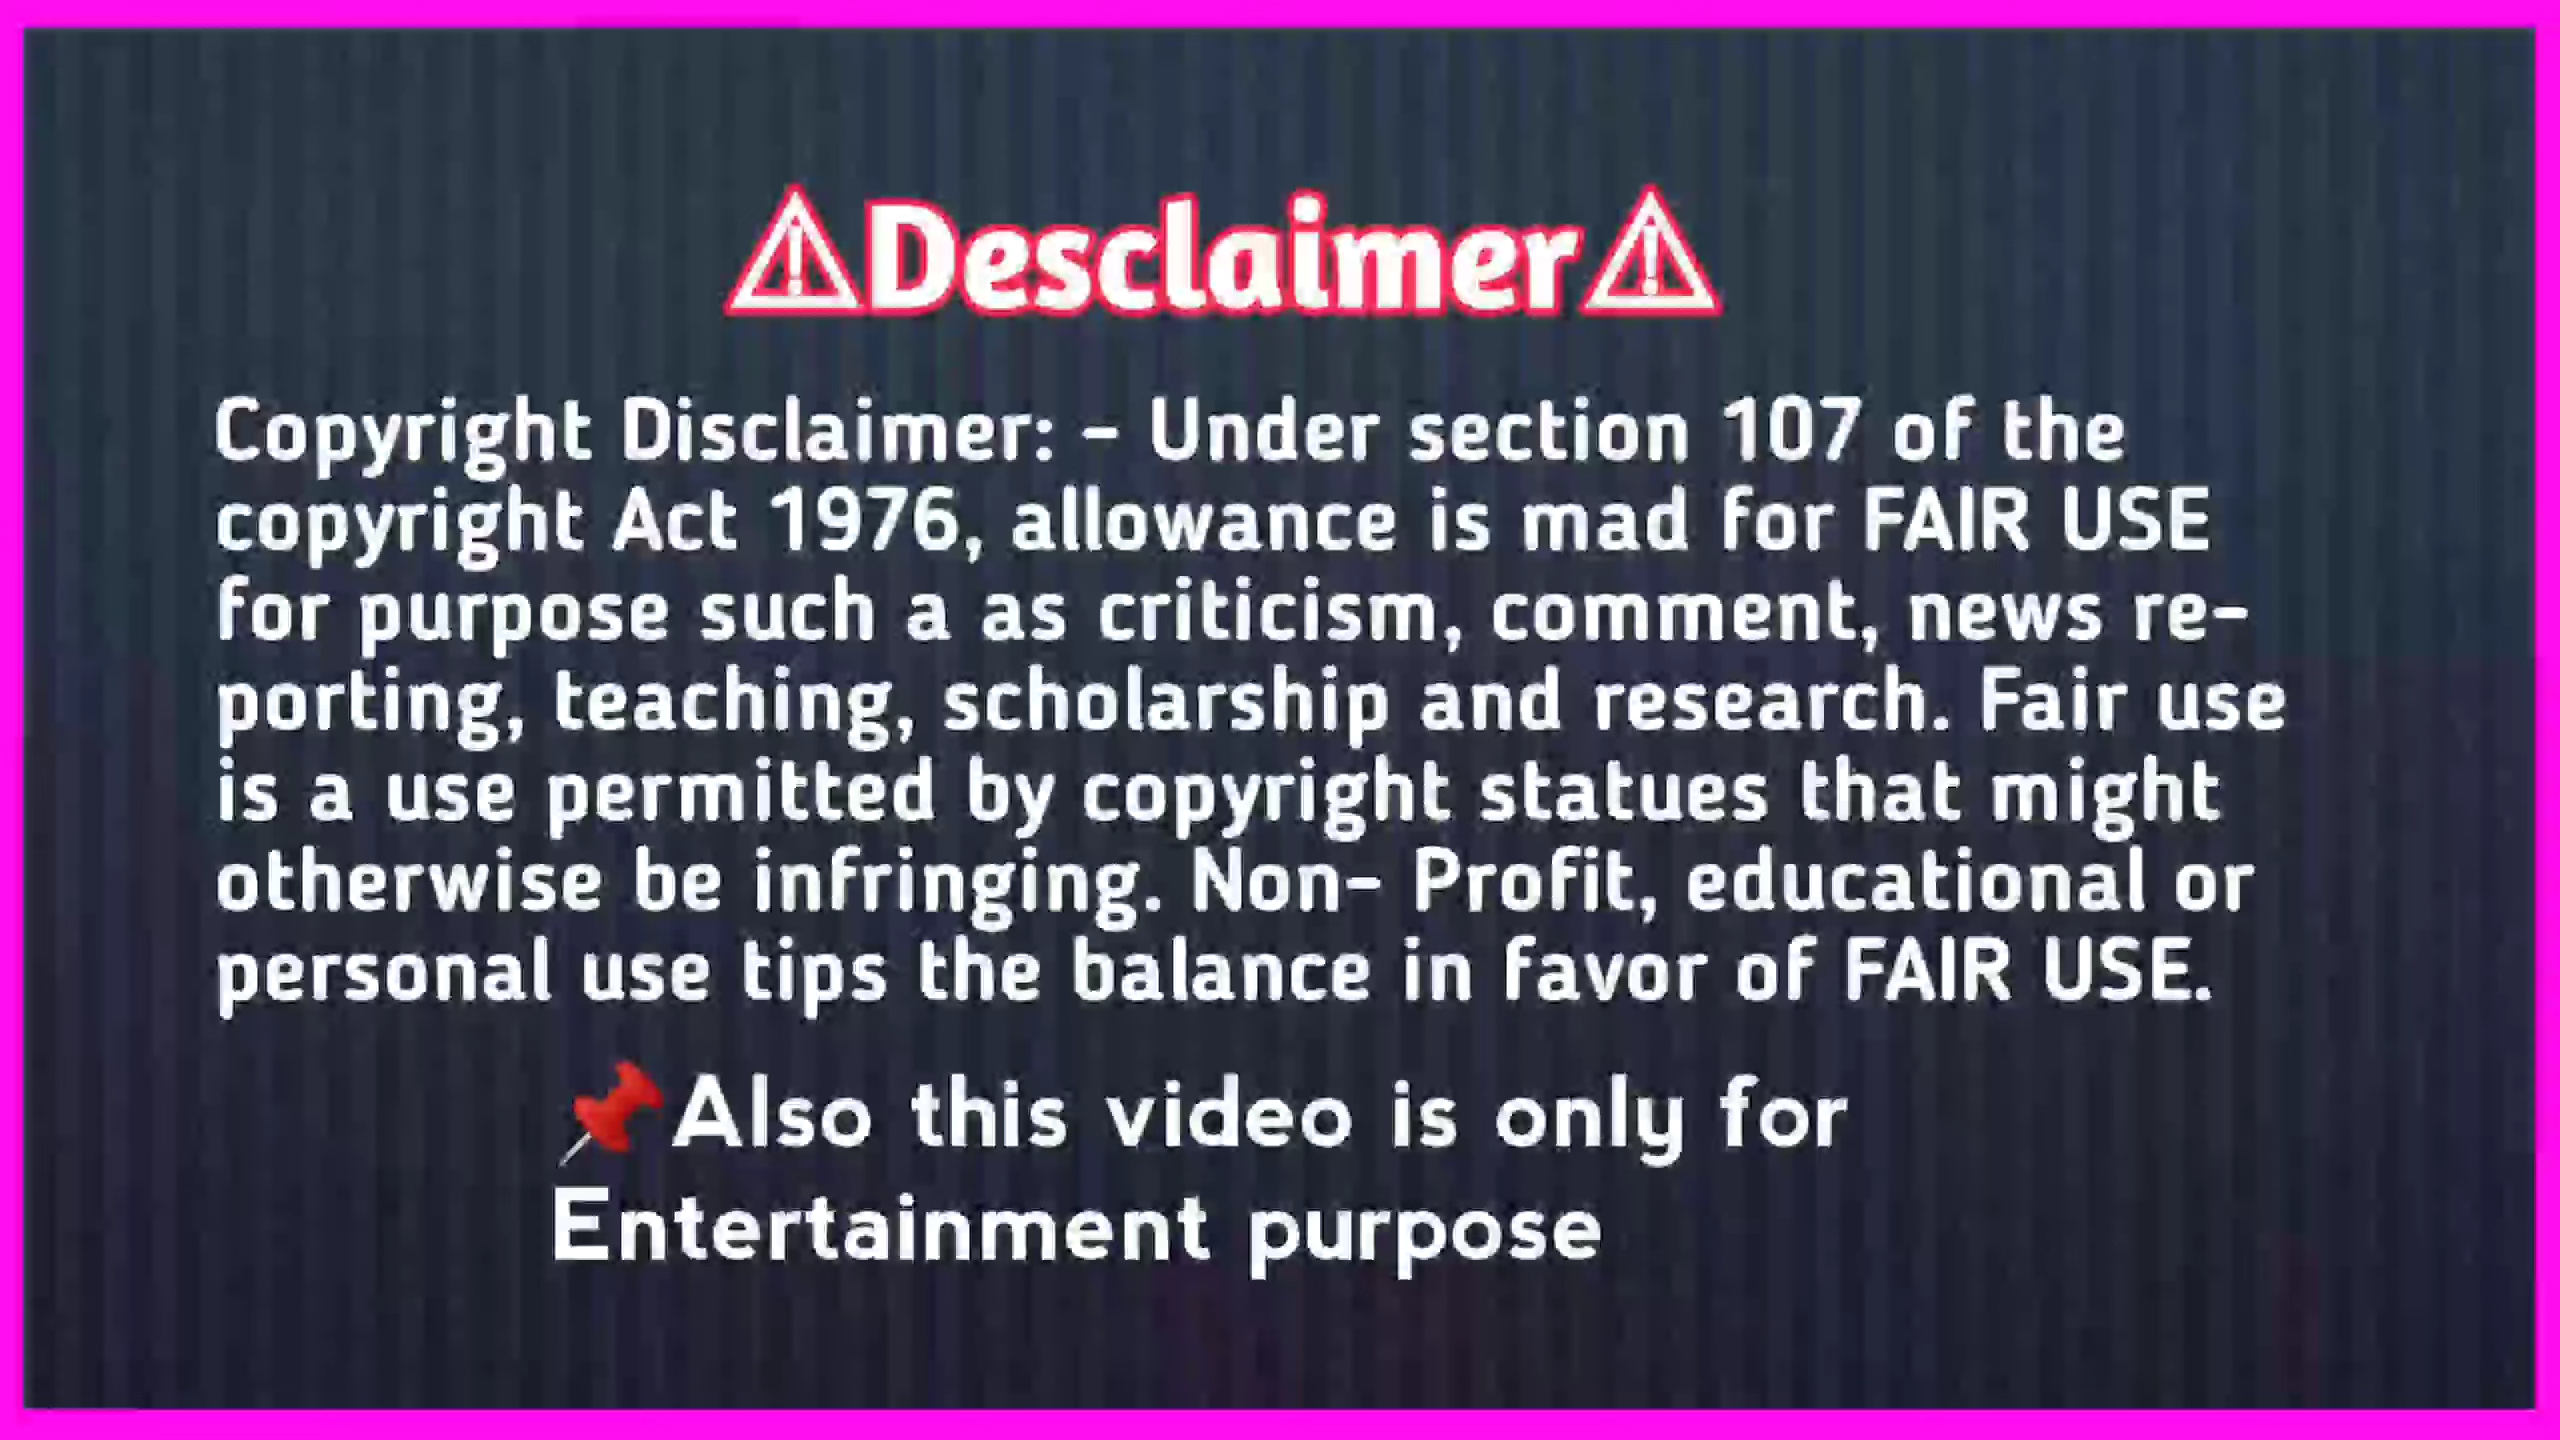 ⚠Desclaimer⚠
Copyright Disclaimer: - Under section 107 of the
copyright Act 1976, allowance is mad for FAIR USE
for purpose such a as criticism, comment, news re-
porting, teaching, scholarship and research. Fair use
is a use permitted by copyright statues that might
otherwise be infringing. Non- Profit, educational or
personal use tips the balance in favor of FAIR USE.
📌Also this video is only for
Entertainment purpose